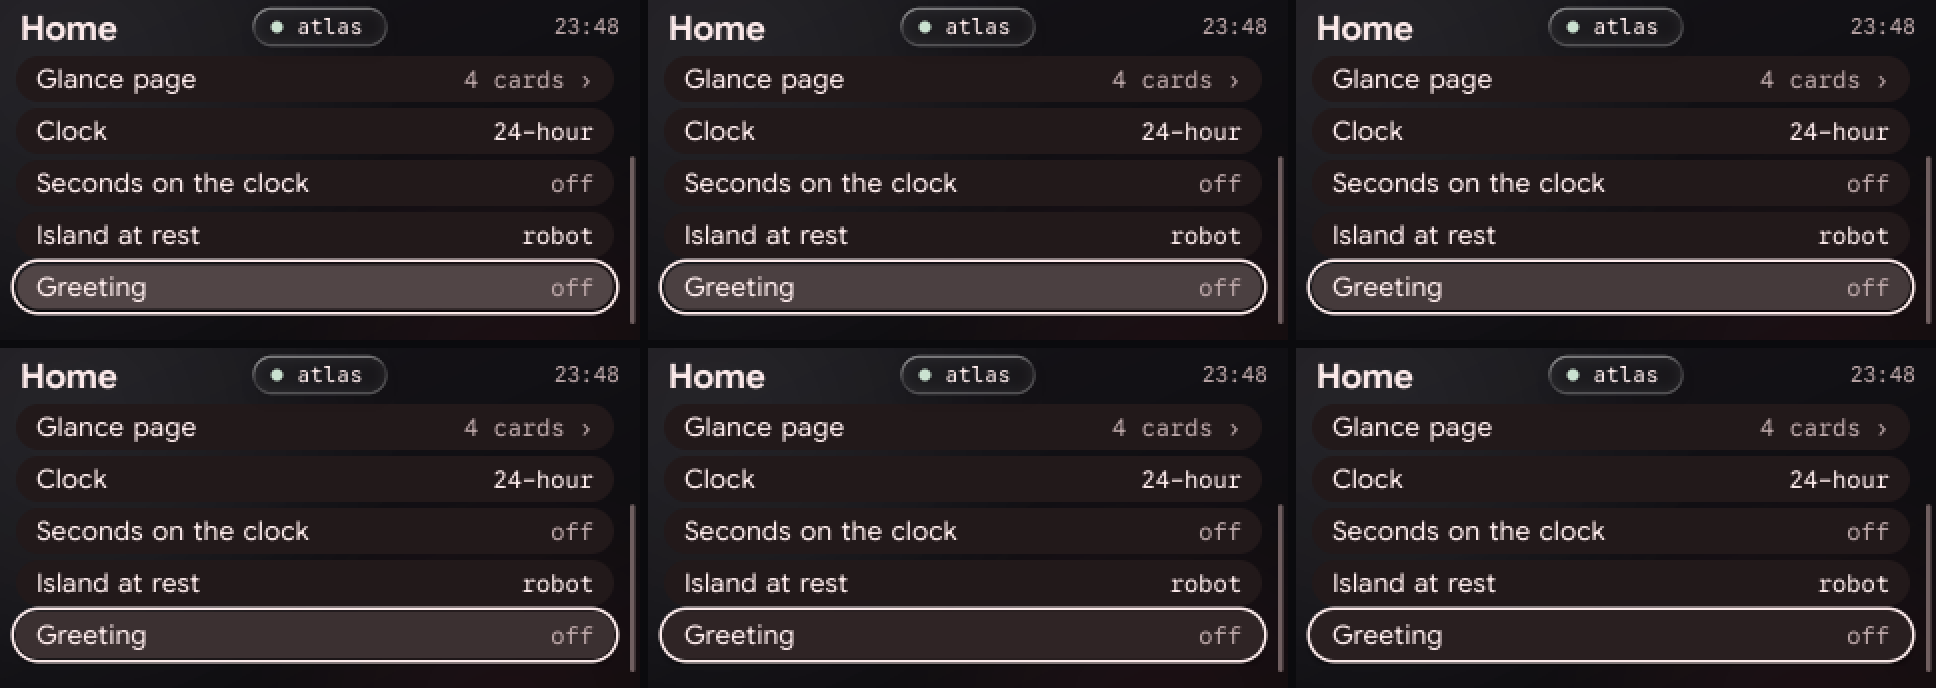 Home atlas 23:48
Glance page 4 cards ›
Clock 24-hour
Seconds on the clock off
Island at rest robot
Greeting off
Home atlas 23:48
Glance page 4 cards ›
Clock 24-hour
Seconds on the clock off
Island at rest robot
Greeting off
Home atlas 23:48
Glance page 4 cards ›
Clock 24-hour
Seconds on the clock off
Island at rest robot
Greeting off
Home atlas 23:48
Glance page 4 cards ›
Clock 24-hour
Seconds on the clock off
Island at rest robot
Greeting off
Home atlas 23:48
Glance page 4 cards ›
Clock 24-hour
Seconds on the clock off
Island at rest robot
Greeting off
Home atlas 23:48
Glance page 4 cards ›
Clock 24-hour
Seconds on the clock off
Island at rest robot
Greeting off